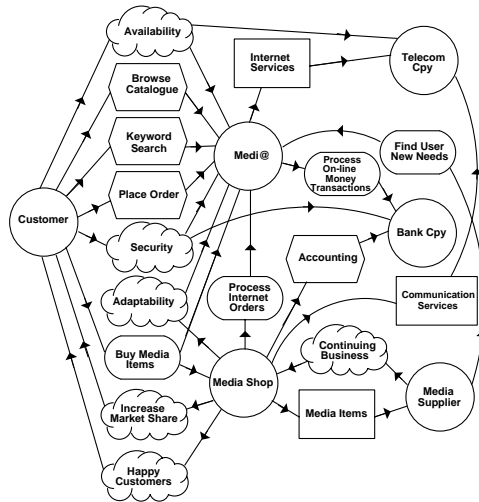 Availability
Browse
Catalogue
Keyword
Search
Place Order
Customer
Security
Adaptability
Buy Media
Items
Increase
Market Share
Happy
Customers
Internet
Services
Medi@
Process
On-line
Money
Transactions
Find User
New Needs
Telecom
Cpy
Bank Cpy
Accounting
Process
Internet
Orders
Communication
Services
Continuing
Business
Media Shop
Media Items
Media
Supplier